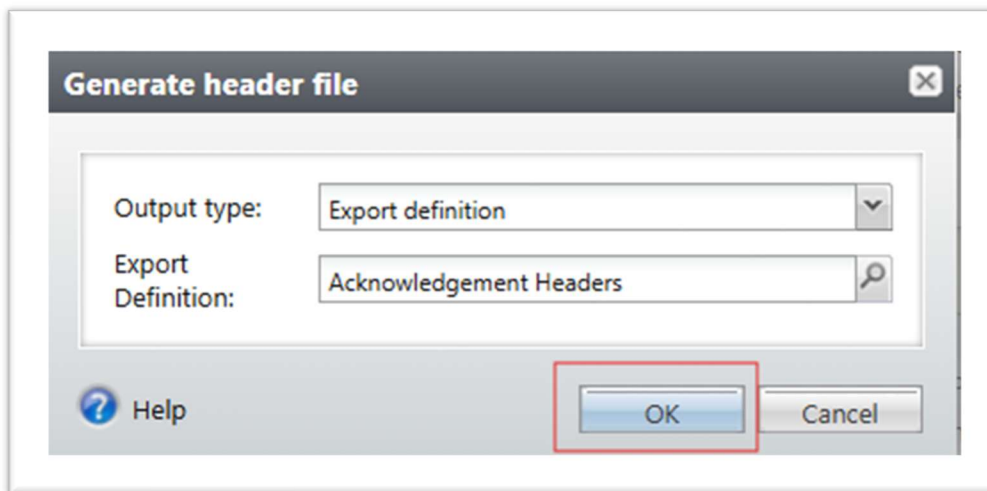 Generate header file
Output type:
Export definition
Export
Definition:
Acknowledgement Headers
Help
OK
Cancel